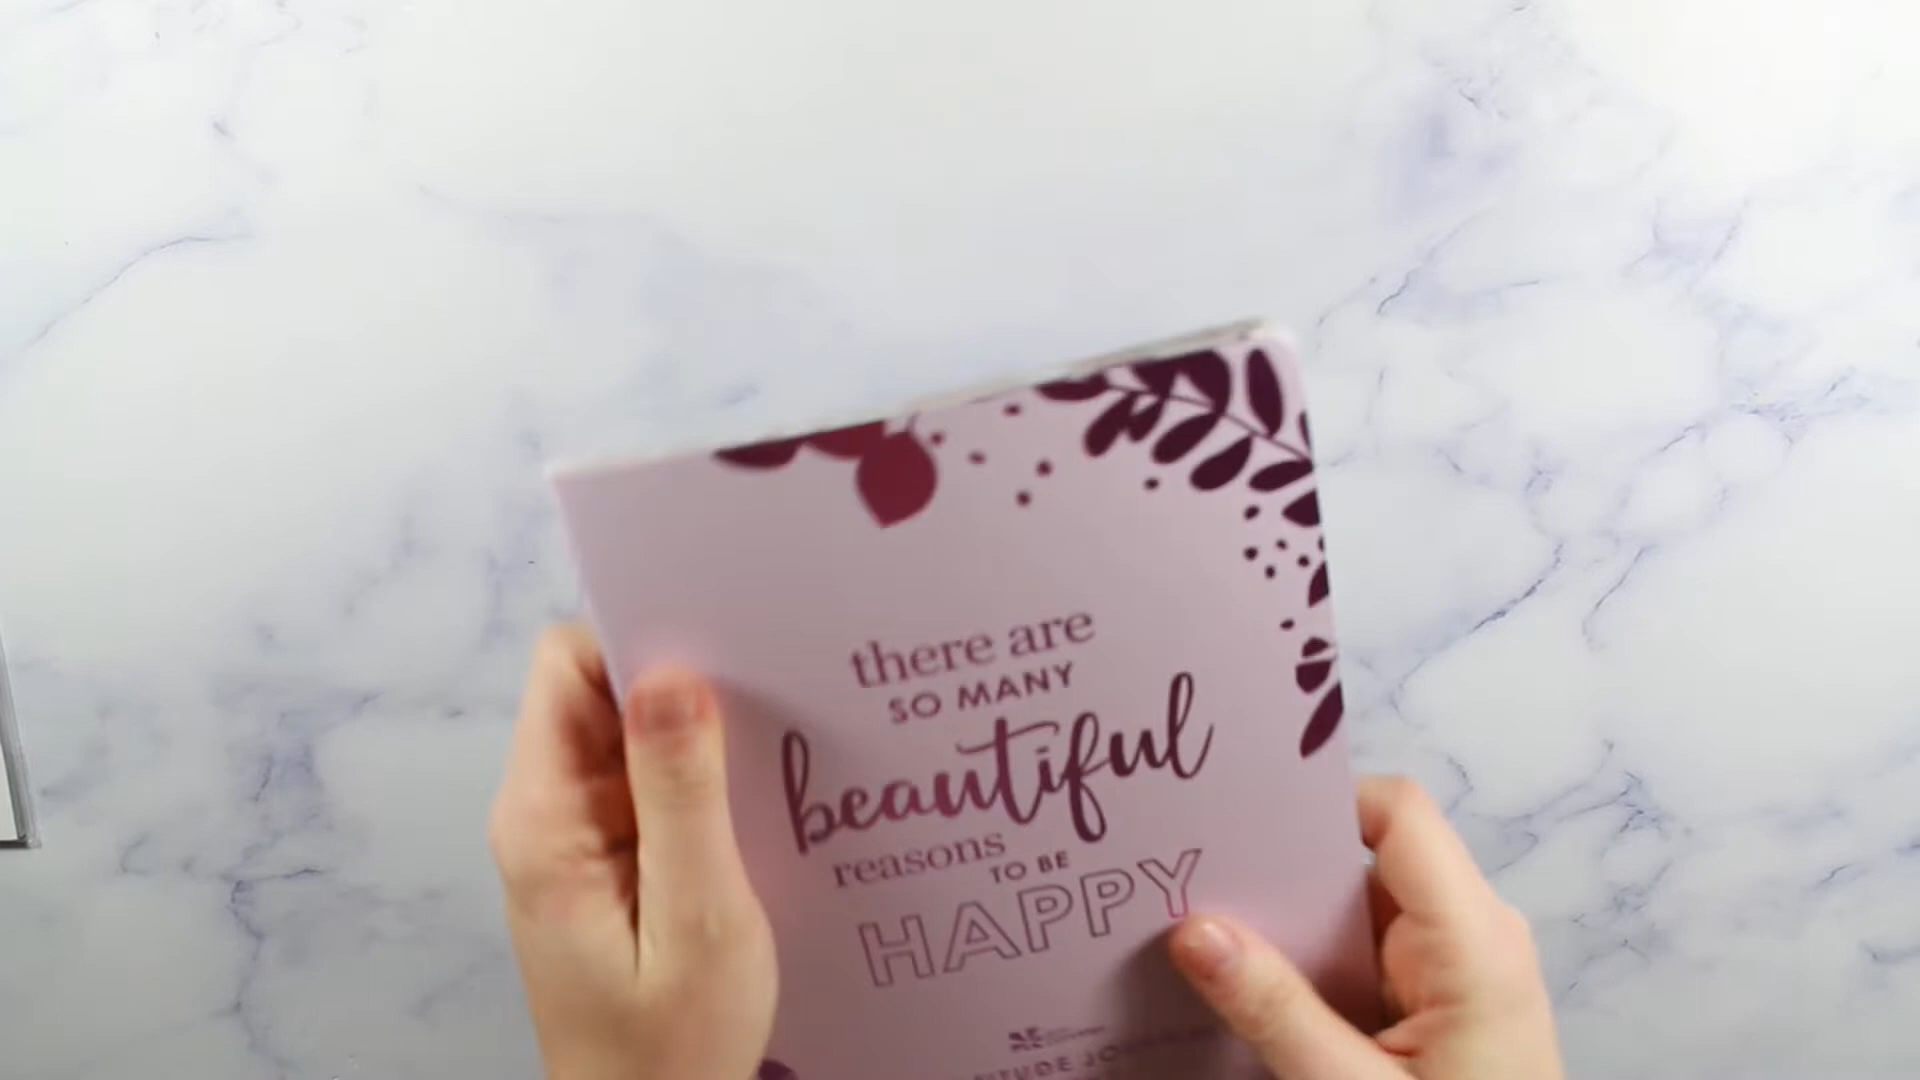 there are
SO MANY
beautiful
reasons
TO BE
HAPPY